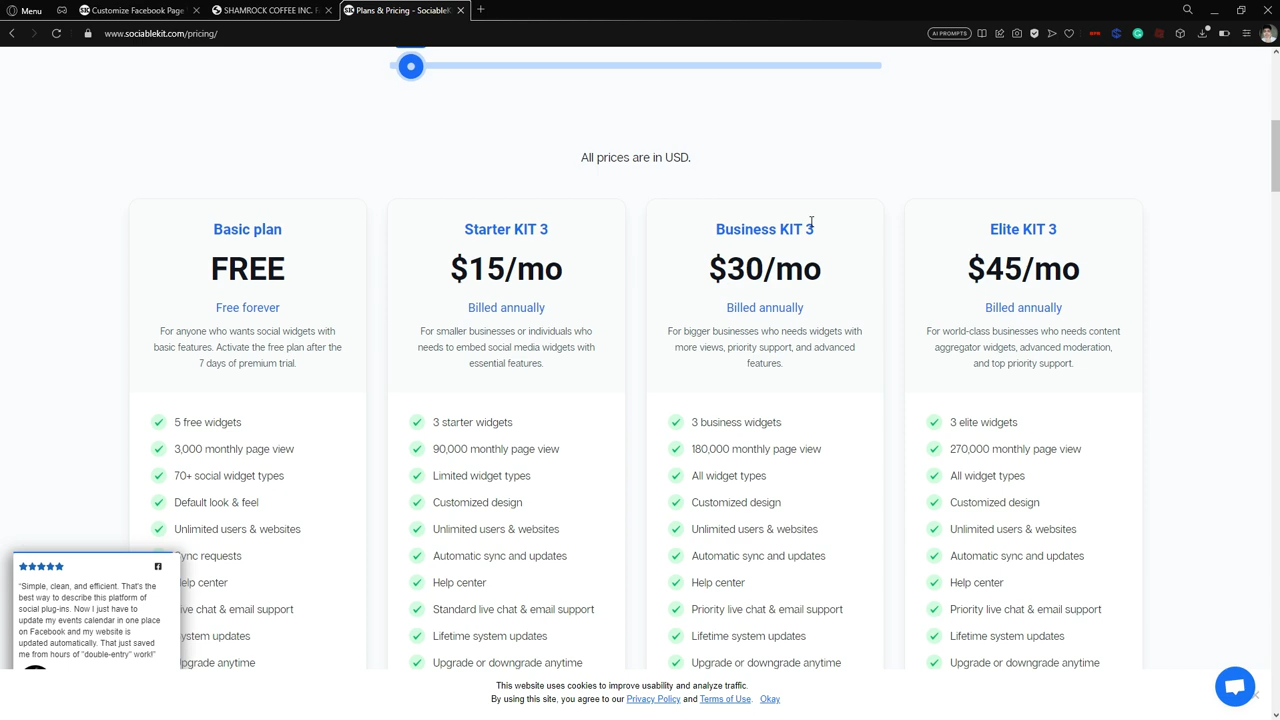 Menu
Customize Facebook Page
SHAMROCK COFFEE INC. F
Plans & Pricing - SociableK
www.sociablekit.com/pricing/
AI PROMPTS
All prices are in USD.
Basic plan
FREE
Free forever
For anyone who wants social widgets with
basic features. Activate the free plan after the
7 days of premium trial.
5 free widgets
3,000 monthly page view
70+ social widget types
Default look & feel
Unlimited users & websites
ync requests
elp center
ive chat & email support
ystem updates
pgrade anytime
Starter KIT 3
$15/mo
Billed annually
For smaller businesses or individuals who
needs to embed social media widgets with
essential features.
3 starter widgets
90,000 monthly page view
Limited widget types
Customized design
Unlimited users & websites
Automatic sync and updates
Help center
Standard live chat & email support
Lifetime system updates
Upgrade or downgrade anytime
Business KIT 3
$30/mo
Billed annually
For bigger businesses who needs widgets with
more views, priority support, and advanced
features.
3 business widgets
180,000 monthly page view
All widget types
Customized design
Unlimited users & websites
Automatic sync and updates
Help center
Priority live chat & email support
Lifetime system updates
Upgrade or downgrade anytime
Elite KIT 3
$45/mo
Billed annually
For world-class businesses who needs content
aggregator widgets, advanced moderation,
and top priority support.
3 elite widgets
270,000 monthly page view
All widget types
Customized design
Unlimited users & websites
Automatic sync and updates
Help center
Priority live chat & email support
Lifetime system updates
Upgrade or downgrade anytime
"Simple, clean, and efficient. That's the
best way to describe this platform of
social plug-ins. Now I just have to
update my events calendar in one place
on Facebook and my website is
updated automatically. That just saved
me from hours of "double-entry" work!"
This website uses cookies to improve usability and analyze traffic.
By using this site, you agree to our Privacy Policy and Terms of Use. Okay